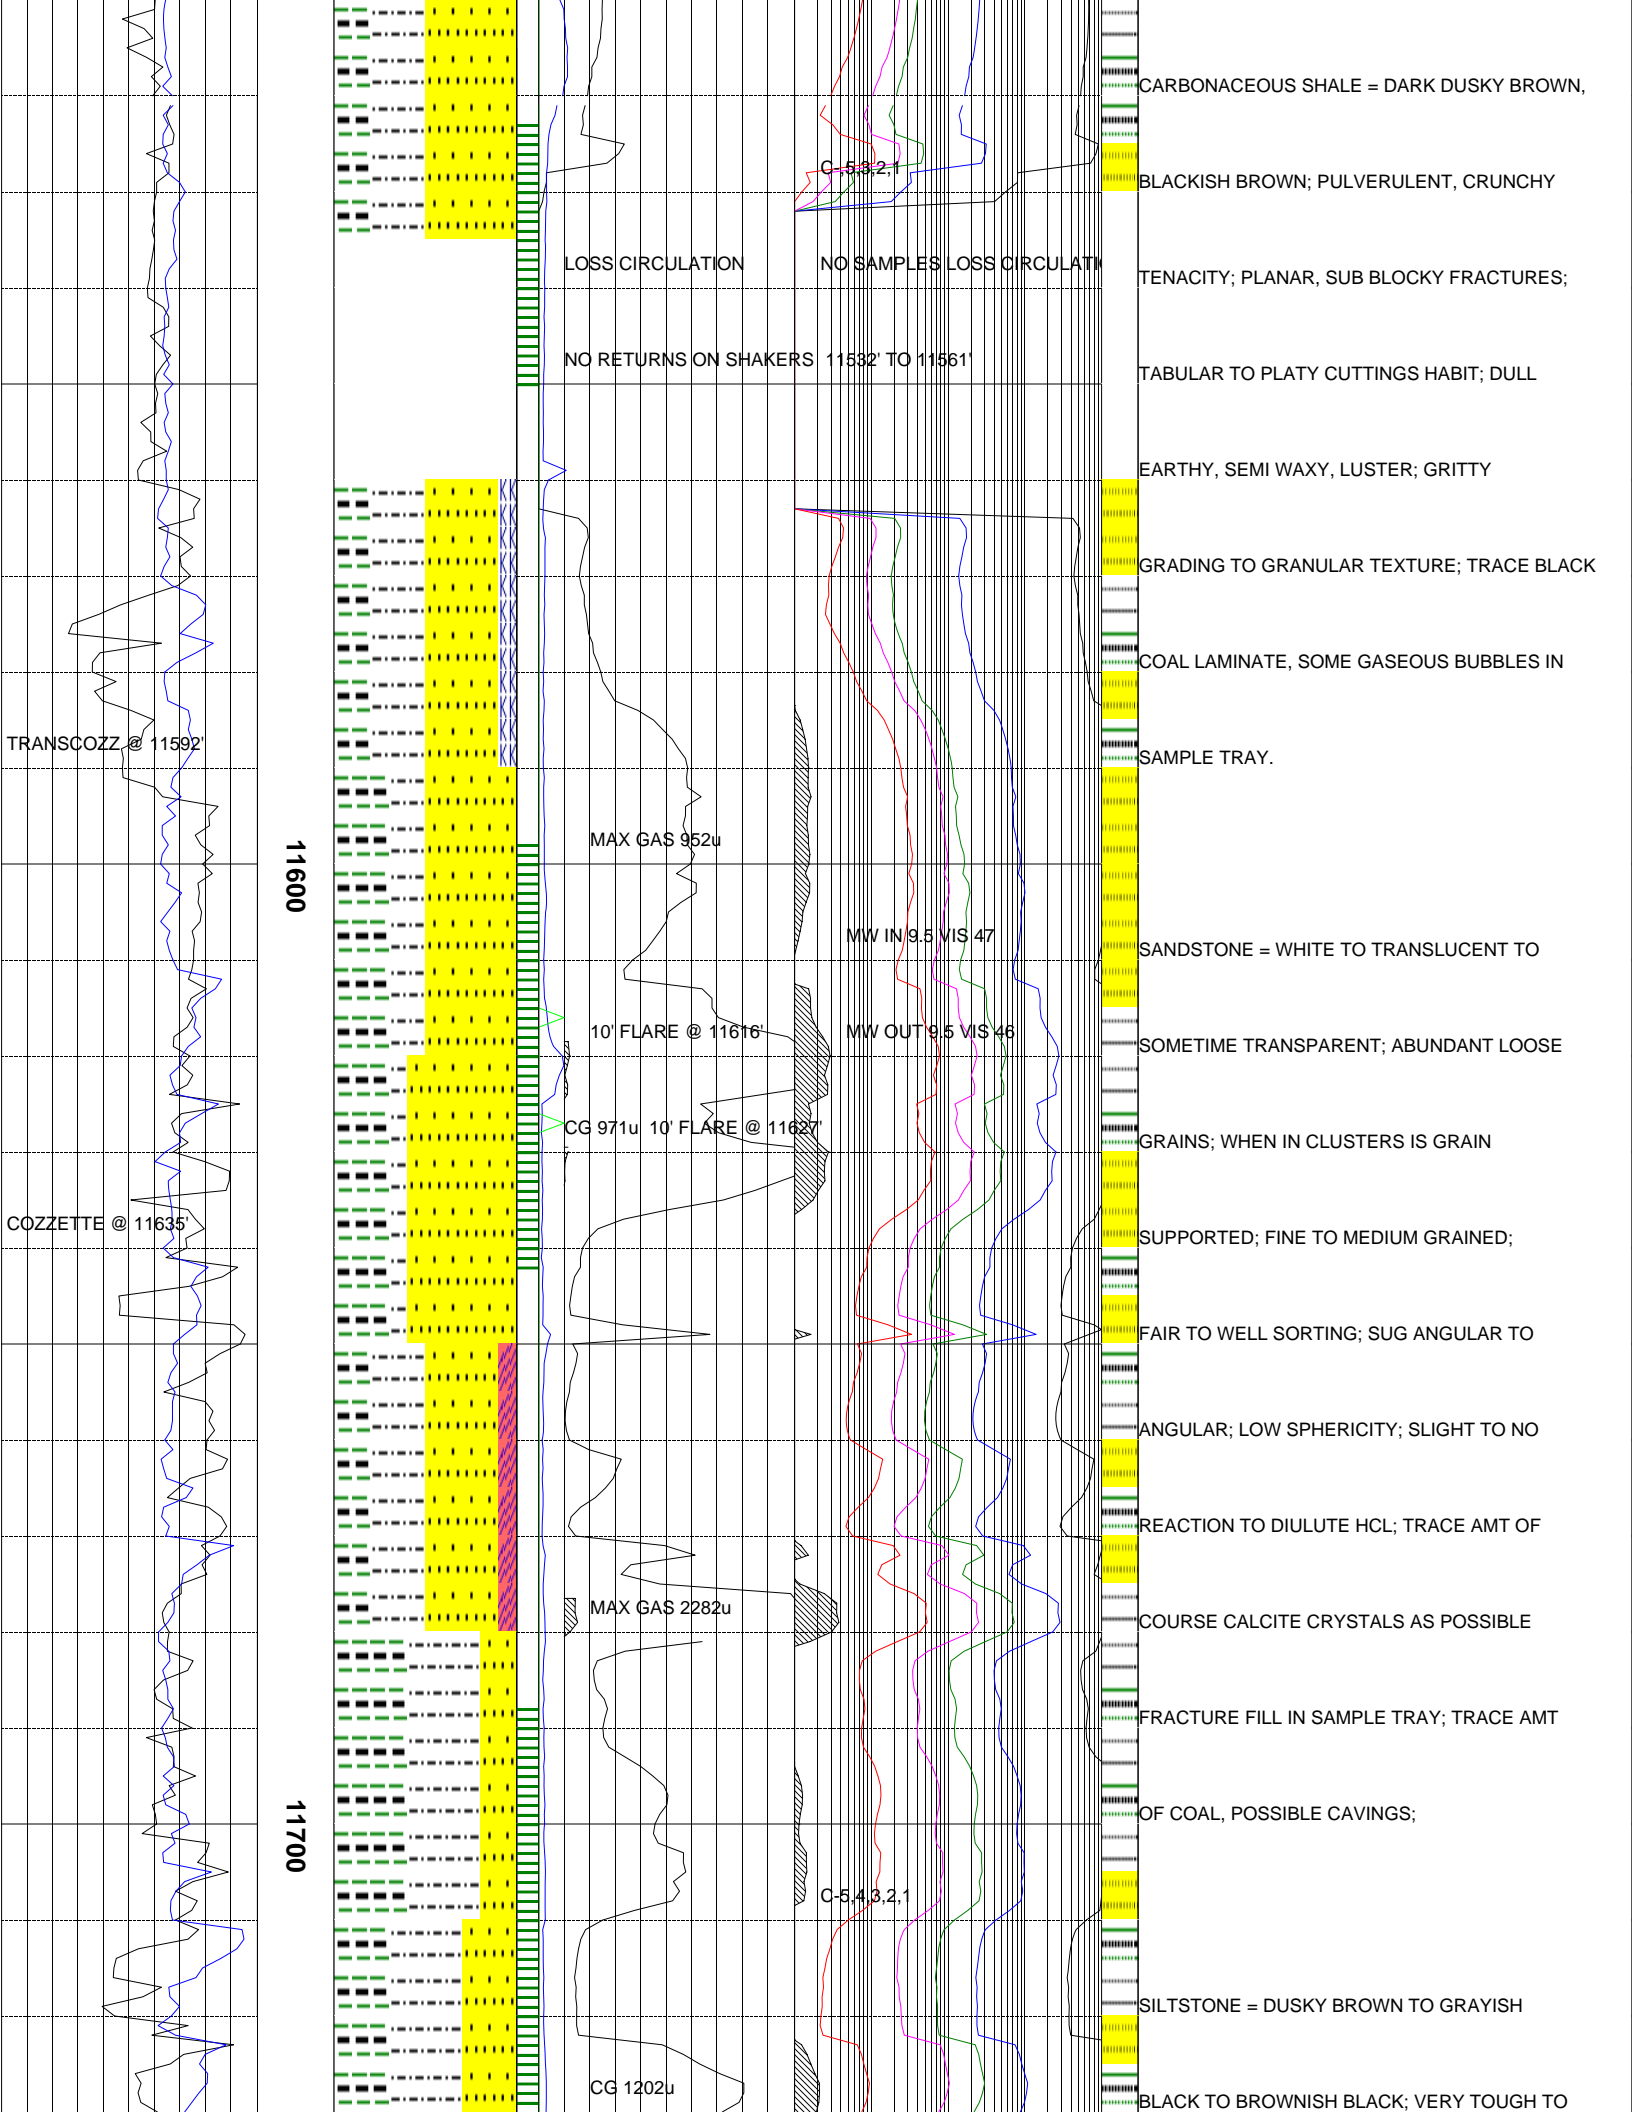 CARBONACEOUS SHALE = DARK DUSKY BROWN,
C-,5,3,2,1
BLACKISH BROWN; PULVERULENT, CRUNCHY
LOSS CIRCULATION
NO SAMPLES LOSS CIRCULATI
TENACITY; PLANAR, SUB BLOCKY FRACTURES;
NO RETURNS ON SHAKERS 11532' TO 11561'
TABULAR TO PLATY CUTTINGS HABIT; DULL
EARTHY, SEMI WAXY, LUSTER; GRITTY
GRADING TO GRANULAR TEXTURE; TRACE BLACK
COAL LAMINATE, SOME GASEOUS BUBBLES IN
TRANSCOZZ @ 11592'
SAMPLE TRAY.
MAX GAS 952u
11600
MW IN 9.5 VIS 47
SANDSTONE = WHITE TO TRANSLUCENT TO
10' FLARE @ 11616'
MW OUT 9.5 VIS 46
SOMETIME TRANSPARENT; ABUNDANT LOOSE
CG 971u 10' FLARE @ 11627'
GRAINS; WHEN IN CLUSTERS IS GRAIN
COZZETTE @ 11635'
SUPPORTED; FINE TO MEDIUM GRAINED;
FAIR TO WELL SORTING; SUG ANGULAR TO
ANGULAR; LOW SPHERICITY; SLIGHT TO NO
REACTION TO DIULUTE HCL; TRACE AMT OF
MAX GAS 2282u
COURSE CALCITE CRYSTALS AS POSSIBLE
FRACTURE FILL IN SAMPLE TRAY; TRACE AMT
OF COAL, POSSIBLE CAVINGS;
11700
C-5,4,3,2,1
SILTSTONE = DUSKY BROWN TO GRAYISH
CG 1202u
BLACK TO BROWNISH BLACK; VERY TOUGH TO